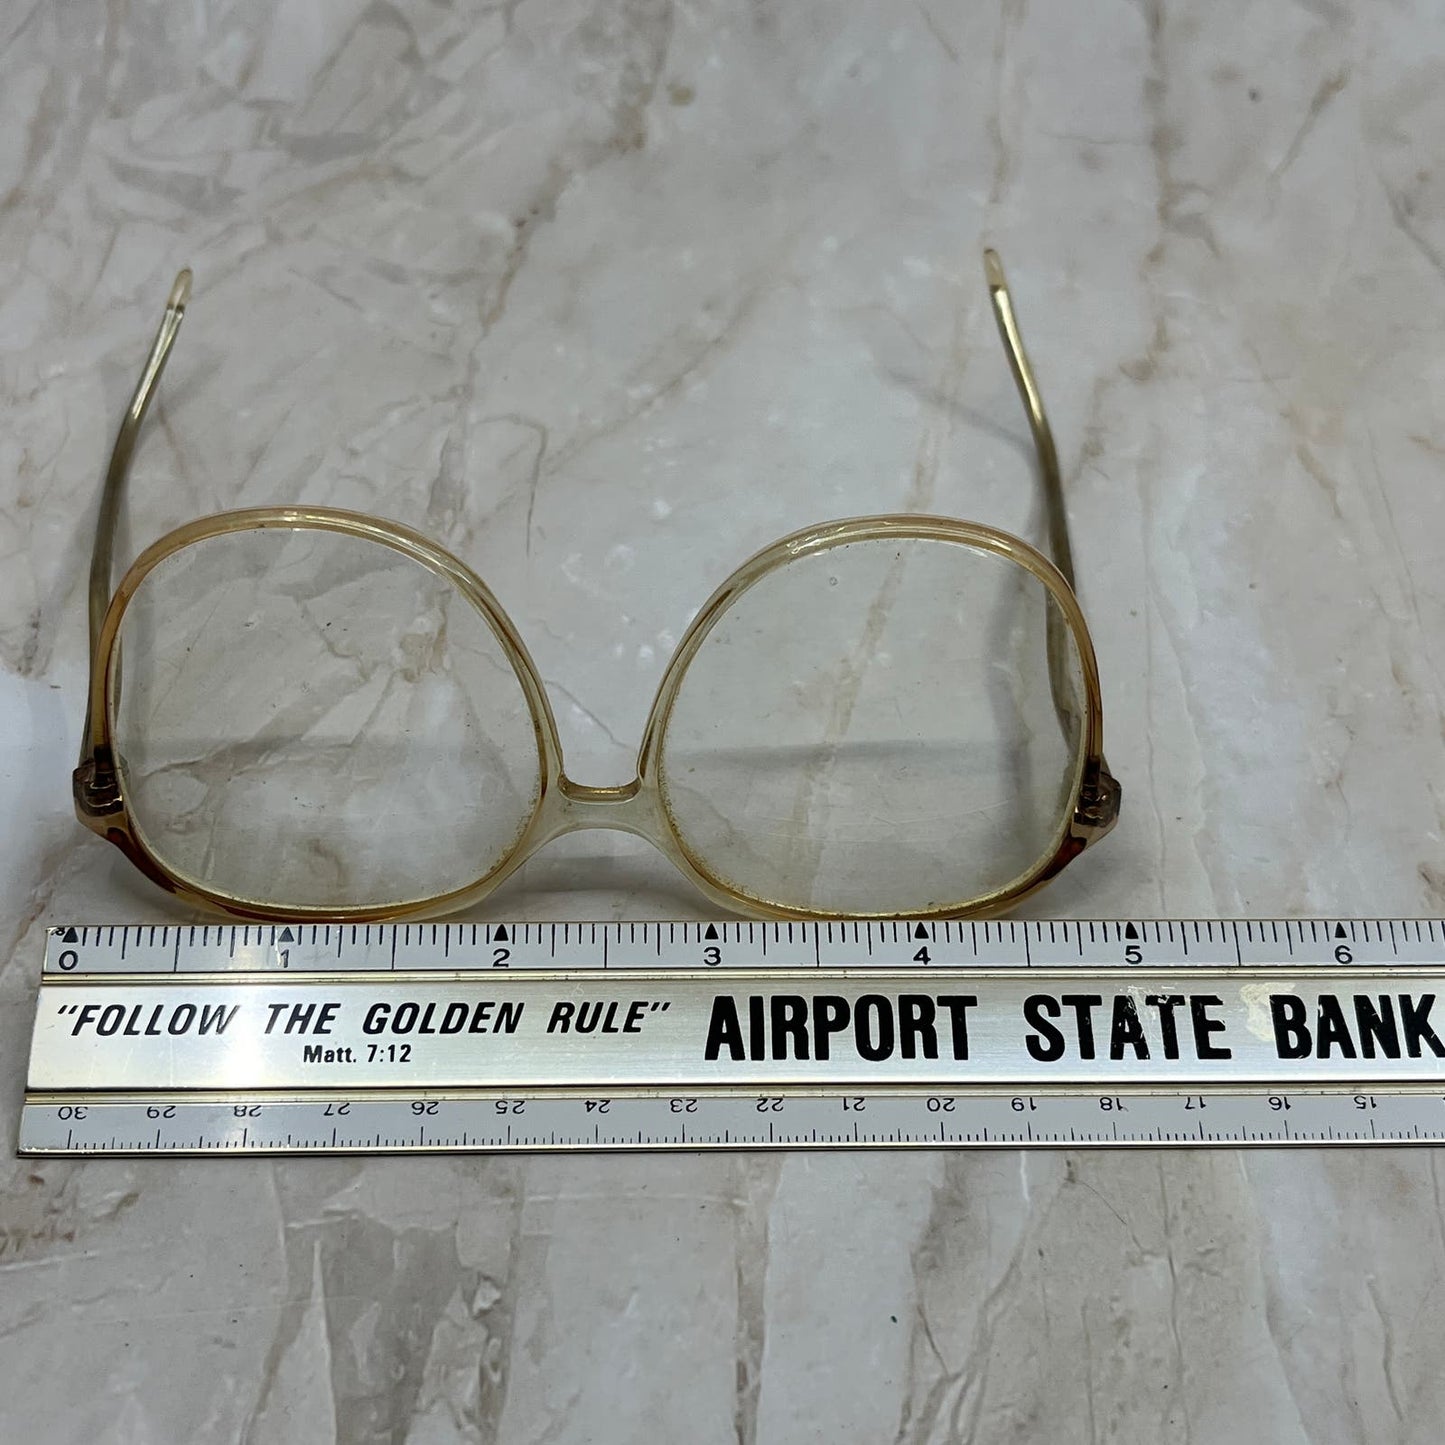 8 0 1 2 3 4 5 6
"FOLLOW THE GOLDEN RULE" AIRPORT STATE BANK
Matt. 7:12
30 29 28 27 26 25 24 23 22 21 20 19 18 17 16 15